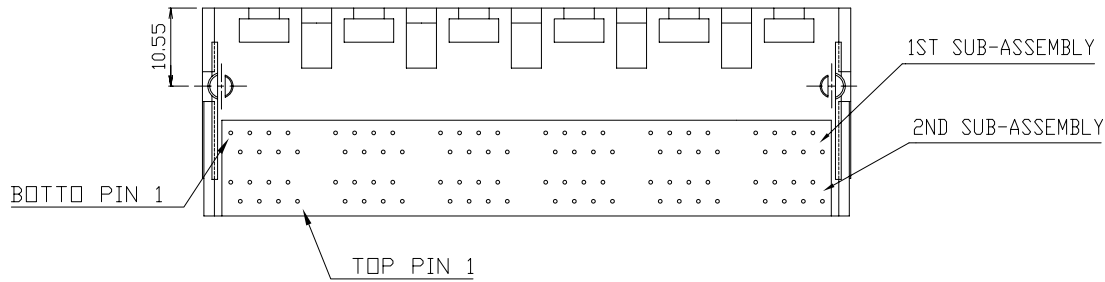 10.55
1ST SUB-ASSEMBLY
2ND SUB-ASSEMBLY
BOTTO PIN 1
TOP PIN 1